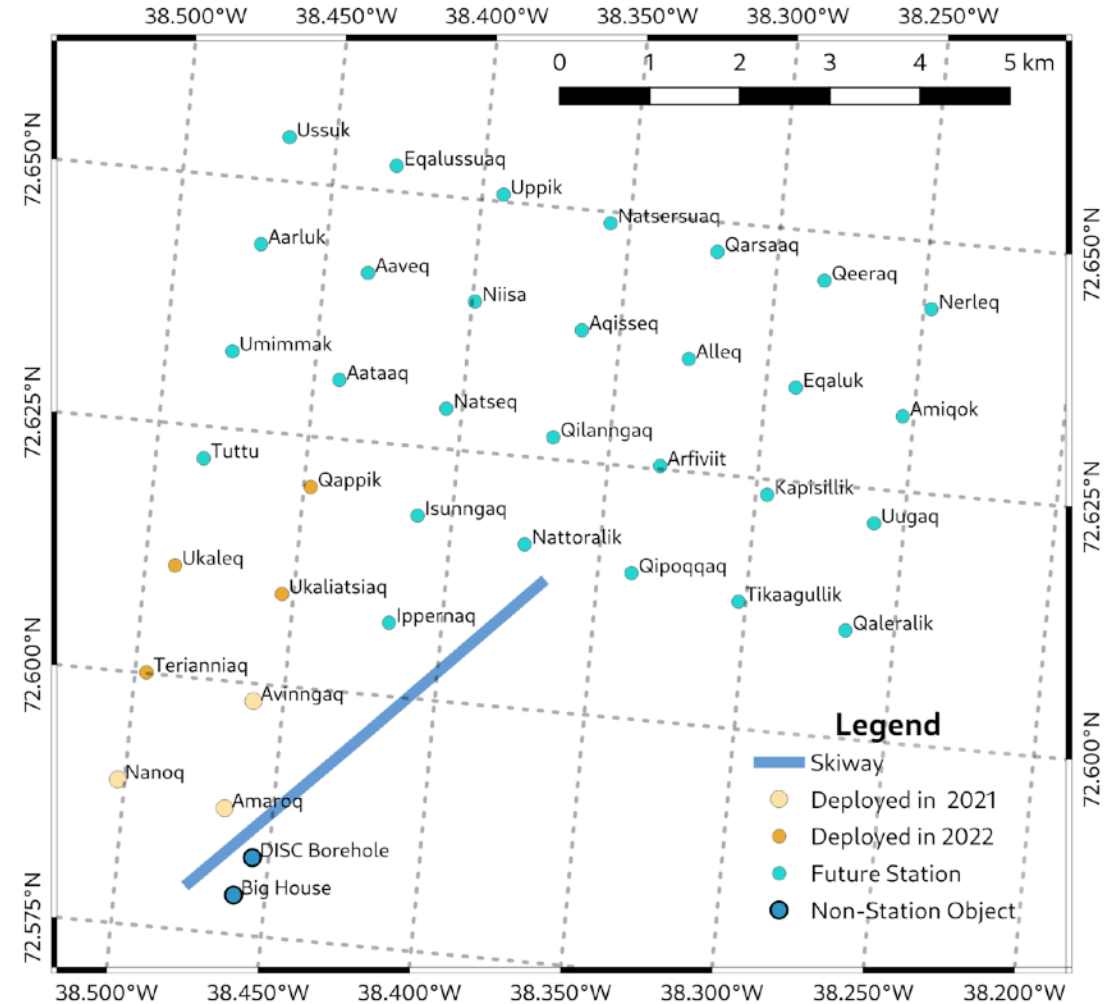 38.500°W 38.450°W 38.400°W 38.350°W 38.300°W 38.250°W
0 1 2 3 4 5 km
Ussuk
Eqalussuaq
72.650°N
Uppik
Natsersuaq
72.650°N
Aarluk
Qarsaaq
Aaveq
Qeeraq
Niisa
Nerleq
Aqisseq
Umimmak
Alleq
Aataaq
Eqaluk
Natseq
Amiqok
72.625°N
Qilanngaq
Tuttu
Arfiviit
Qappik
Kapisillik
72.625°N
Isunngaq
Uugaq
Nattoralik
Ukaleq
Qipoqqaq
Ukaliatsiaq
Tikaagullik
Ippernaq
Qaleralik
72.600°N
Terianniaq
Avinngaq
Legend
72.600°N
Skiway
Nanoq
Deployed in 2021
Amaroq
Deployed in 2022
DISC Borehole
Future Station
Big House
Non-Station Object
72.575°N
38.500°W 38.450°W 38.400°W 38.350°W 38.300°W 38.250°W 38.200°W